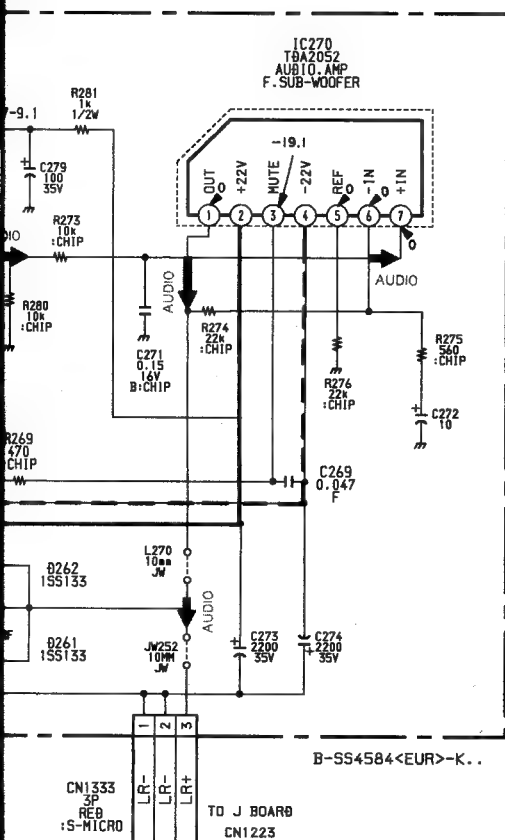 IC270
TDA2052
AUDIO.AMP
F.SUB-WOOFER
R281
1k
1/2W
-9.1
-19.1
OUT
+22V
MUTE
-22V
REF
-IN
+IN
0
0
0
0
1
2
3
4
5
6
7
C279
100
35V
R273
10k
:CHIP
AUDIO
AUDIO
R280
10k
:CHIP
C271
0.15
16V
B:CHIP
R274
22k
:CHIP
R276
22k
:CHIP
R275
560
:CHIP
C272
10
R269
470
CHIP
C269
0.047
F
L270
10mm
JW
D262
1SS133
AUDIO
D261
1SS133
JW252
10MM
JW
C273
2200
35V
C274
2200
35V
1
2
3
LR-
LR-
LR+
B-SS4584<EUR>-K..
CN1333
3P
RED
:S-MICRO
TO J BOARD
CN1223